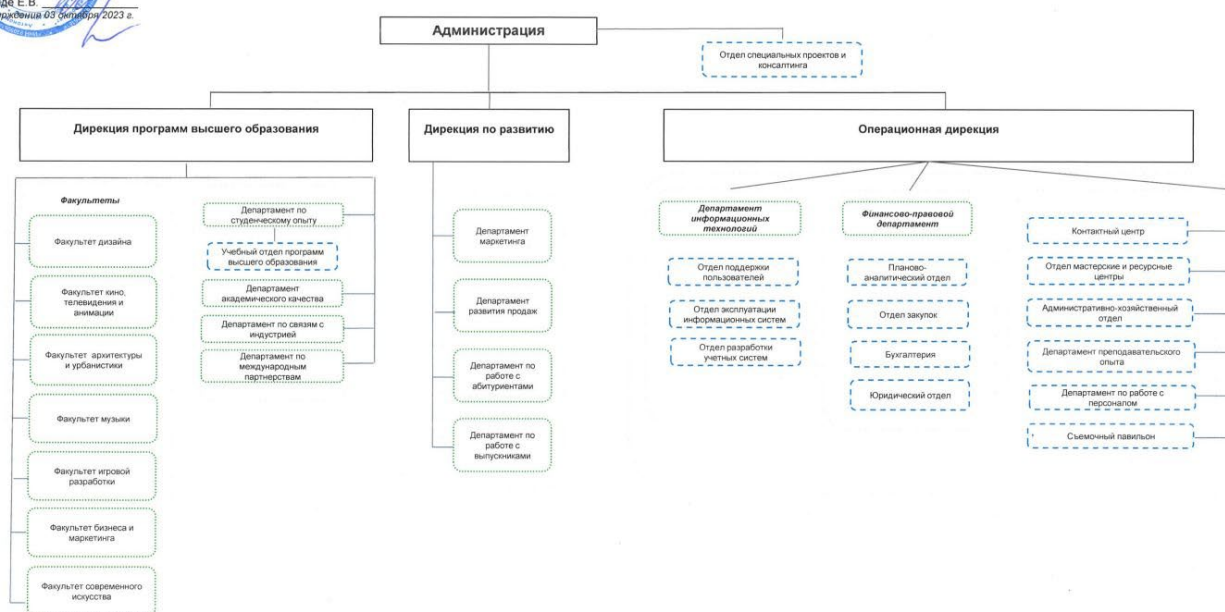 Е.В.
03 октября 2023 г.
Администрация
Отдел специальных проектов и
консалтинга
Дирекция программ высшего образования
Дирекция по развитию
Операционная дирекция
Факультеты
Факультет дизайна
Факультет кино,
телевидения и
анимации
Факультет архитектуры
и урбанистики
Факультет музыки
Факультет игровой
разработки
Факультет бизнеса и
маркетинга
Факультет современного
искусства
Департамент по
студенческому опыту
Учебный отдел программ
высшего образования
Департамент
академического качества
Департамент по связям с
индустрией
Департамент по
международным
партнерствам
Департамент
маркетинга
Департамент
развития продаж
Департамент по
работе с
абитуриентами
Департамент по
работе с
выпускниками
Департамент
информационных
технологий
Отдел поддержки
пользователей
Отдел эксплуатации
информационных систем
Отдел разработки
учетных систем
Финансово-правовой
департамент
Планово-
аналитический отдел
Отдел закупок
Бухгалтерия
Юридический отдел
Контактный центр
Отдел мастерские и ресурсные
центры
Административно-хозяйственный
отдел
Департамент преподавательского
опыта
Департамент по работе с
персоналом
Съемочный павильон